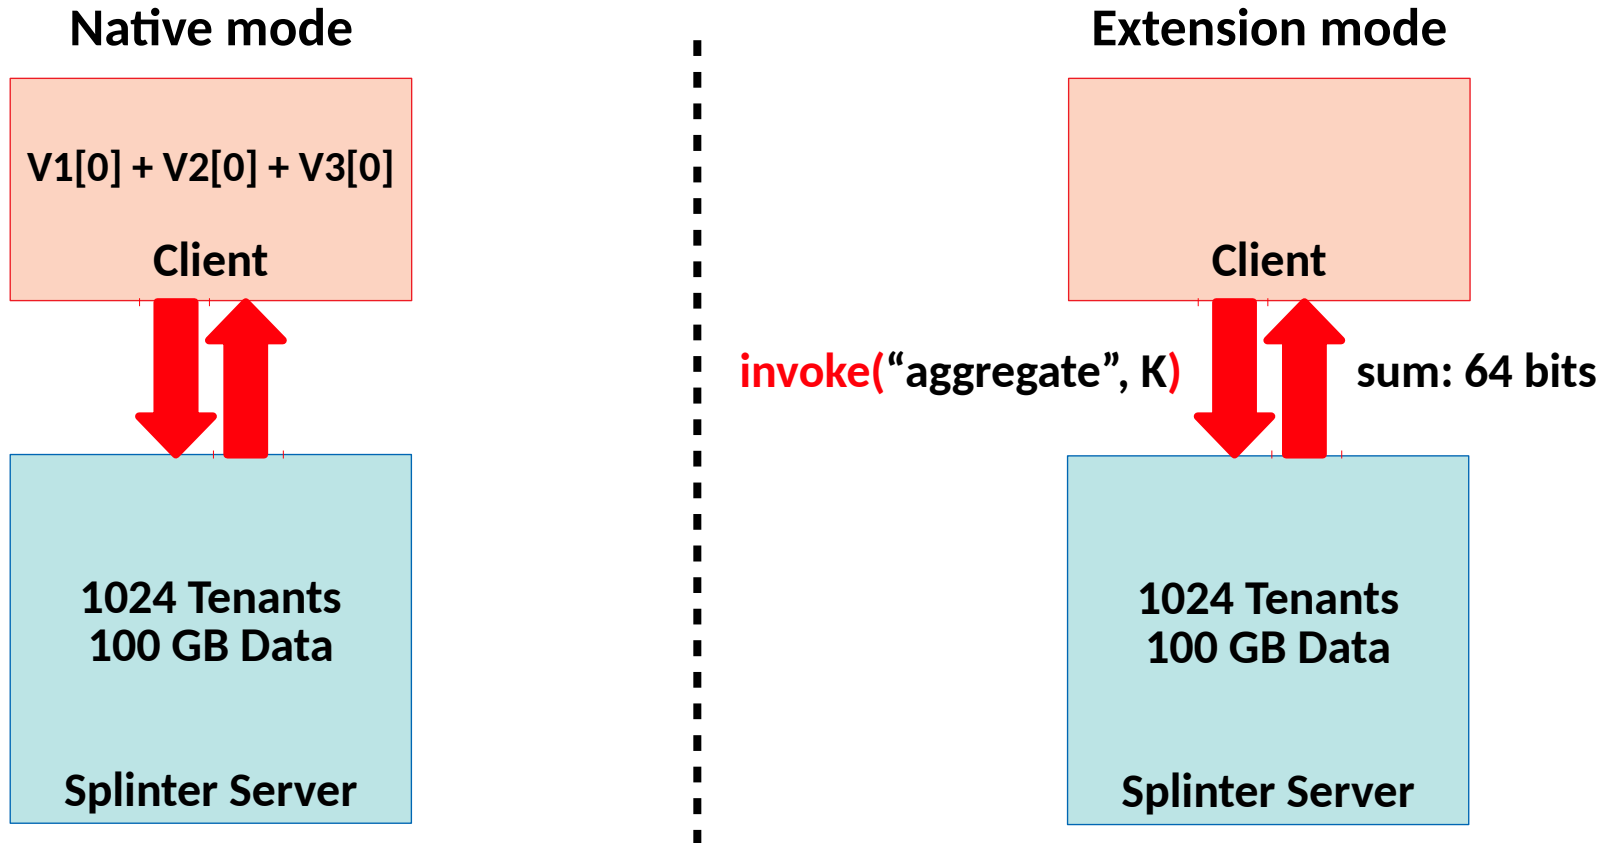 Native mode
V1[0] + V2[0] + V3[0]
Client
1024 Tenants
100 GB Data
Splinter Server
Extension mode
Client
invoke(“aggregate”, K)
sum: 64 bits
1024 Tenants
100 GB Data
Splinter Server